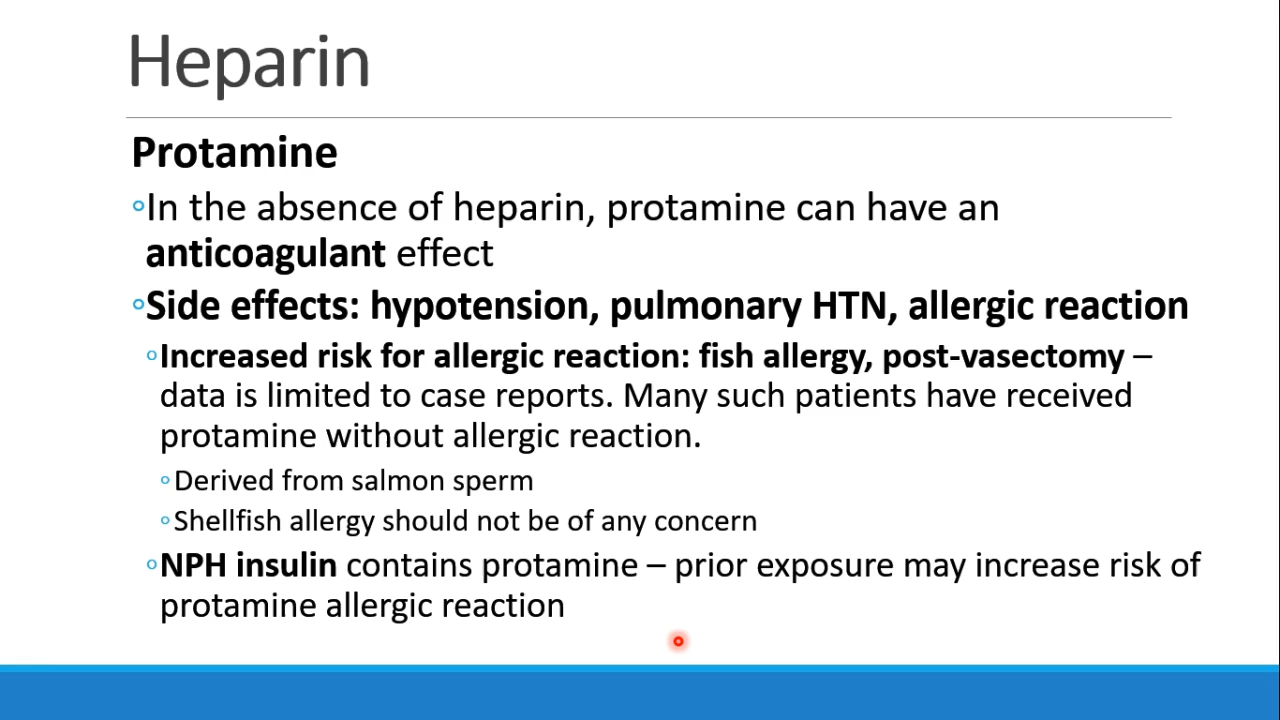 Heparin
Protamine
◦In the absence of heparin, protamine can have an
anticoagulant effect
◦Side effects: hypotension, pulmonary HTN, allergic reaction
◦Increased risk for allergic reaction: fish allergy, post-vasectomy –
data is limited to case reports. Many such patients have received
protamine without allergic reaction.
◦Derived from salmon sperm
◦Shellfish allergy should not be of any concern
◦NPH insulin contains protamine – prior exposure may increase risk of
protamine allergic reaction